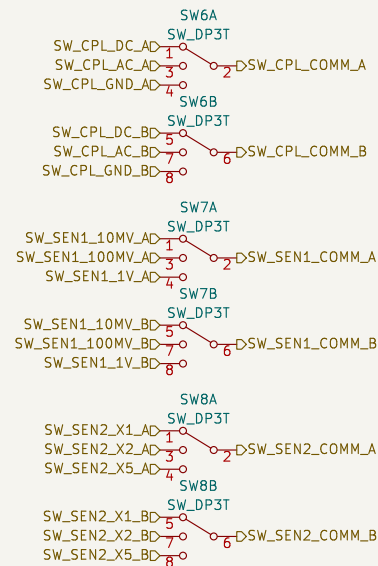 SW6A
SW_DP3T
SW_CPL_DC_A 1
SW_CPL_AC_A 3 2 SW_CPL_COMM_A
SW_CPL_GND_A 4
SW6B
SW_DP3T
SW_CPL_DC_B 5
SW_CPL_AC_B 7 6 SW_CPL_COMM_B
SW_CPL_GND_B 8
SW7A
SW_DP3T
SW_SEN1_10MV_A 1
SW_SEN1_100MV_A 3 2 SW_SEN1_COMM_A
SW_SEN1_1V_A 4
SW7B
SW_DP3T
SW_SEN1_10MV_B 5
SW_SEN1_100MV_B 7 6 SW_SEN1_COMM_B
SW_SEN1_1V_B 8
SW8A
SW_DP3T
SW_SEN2_X1_A 1
SW_SEN2_X2_A 3 2 SW_SEN2_COMM_A
SW_SEN2_X5_A 4
SW8B
SW_DP3T
SW_SEN2_X1_B 5
SW_SEN2_X2_B 7 6 SW_SEN2_COMM_B
SW_SEN2_X5_B 8